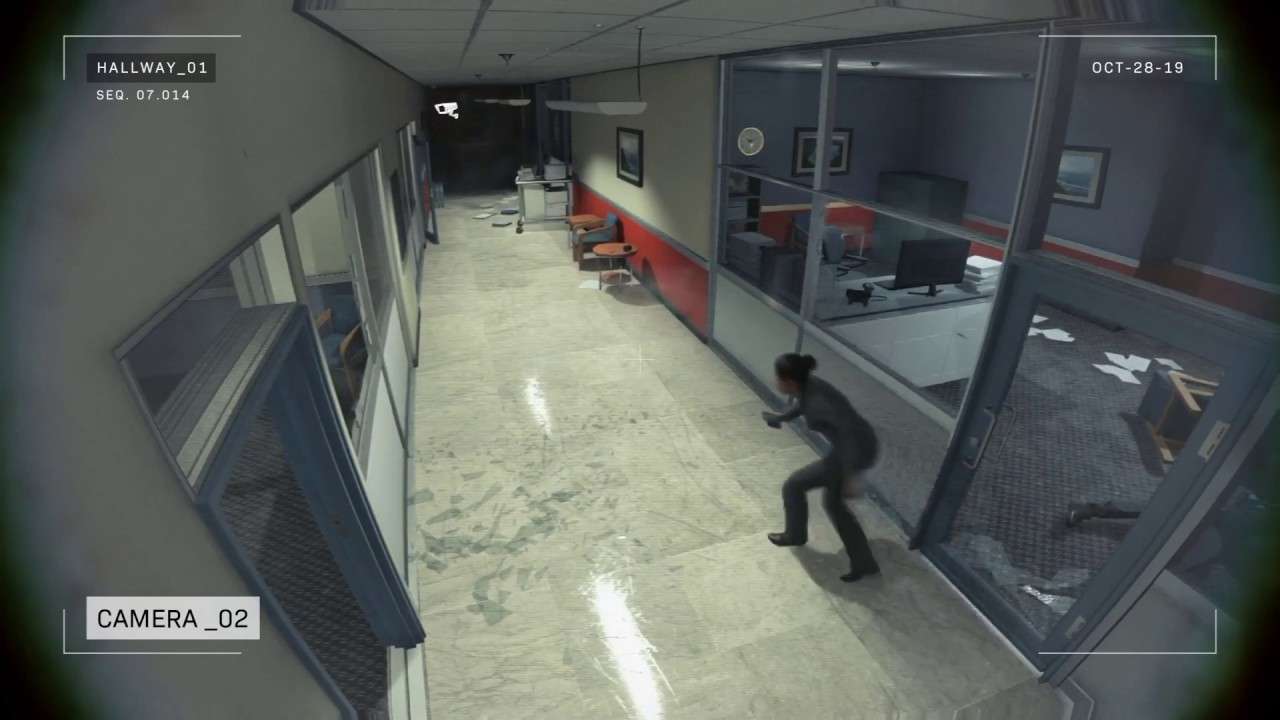 HALLWAY_01
SEQ. 07.014
OCT-28-19
CAMERA _02